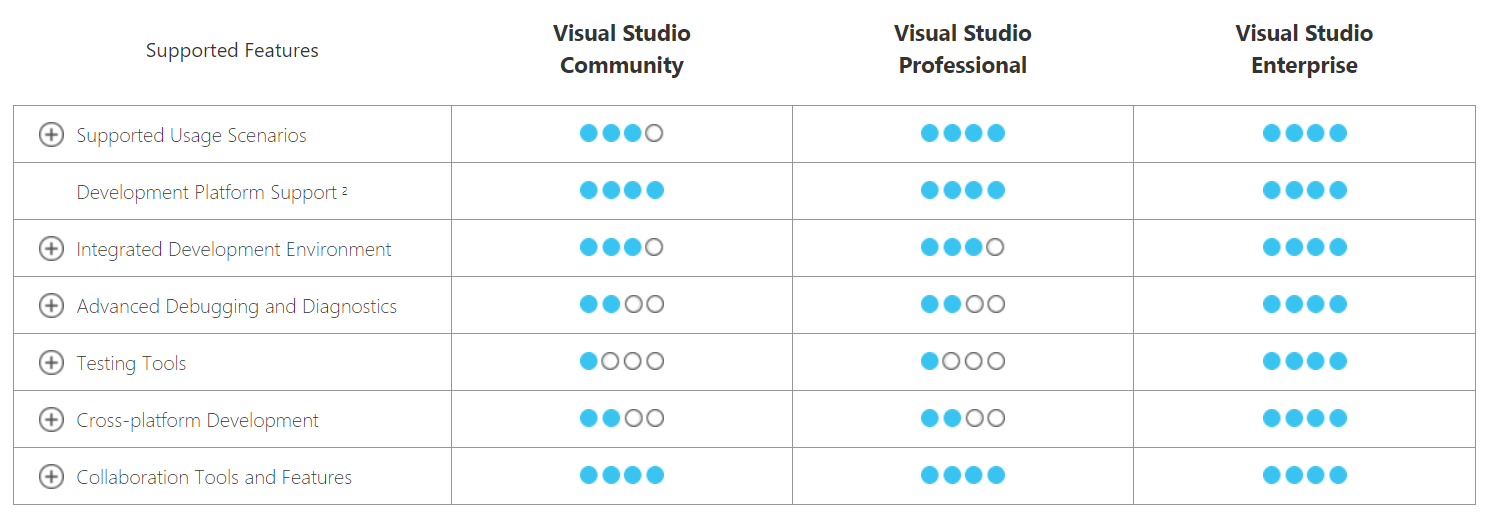 Supported Features
Visual Studio
Community
Visual Studio
Professional
Visual Studio
Enterprise
Supported Usage Scenarios
Development Platform Support 2
Integrated Development Environment
Advanced Debugging and Diagnostics
Testing Tools
Cross-platform Development
Collaboration Tools and Features